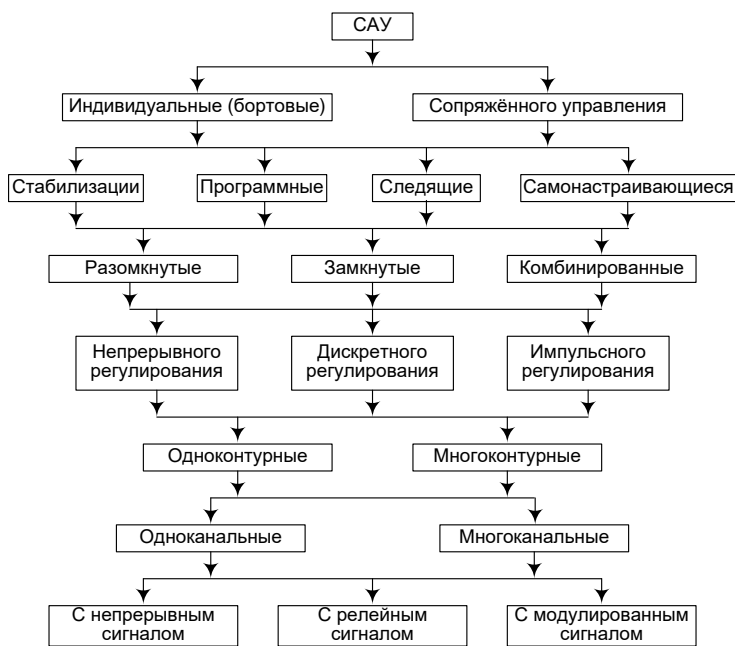 САУ
Индивидуальные (бортовые)
Сопряжённого управления
Стабилизации
Программные
Следящие
Самонастраивающиеся
Разомкнутые
Замкнутые
Комбинированные
Непрерывного
регулирования
Дискретного
регулирования
Импульсного
регулирования
Одноконтурные
Многоконтурные
Одноканальные
Многоканальные
С непрерывным
сигналом
С релейным
сигналом
С модулированным
сигналом